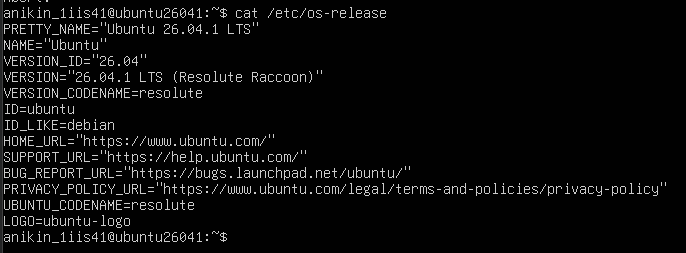 anikin_1iis41@ubuntu26041:~$ cat /etc/os-release
PRETTY_NAME="Ubuntu 26.04.1 LTS"
NAME="Ubuntu"
VERSION_ID="26.04"
VERSION="26.04.1 LTS (Resolute Raccoon)"
VERSION_CODENAME=resolute
ID=ubuntu
ID_LIKE=debian
HOME_URL="https://www.ubuntu.com/"
SUPPORT_URL="https://help.ubuntu.com/"
BUG_REPORT_URL="https://bugs.launchpad.net/ubuntu/"
PRIVACY_POLICY_URL="https://www.ubuntu.com/legal/terms-and-policies/privacy-policy"
UBUNTU_CODENAME=resolute
LOGO=ubuntu-logo
anikin_1iis41@ubuntu26041:~$